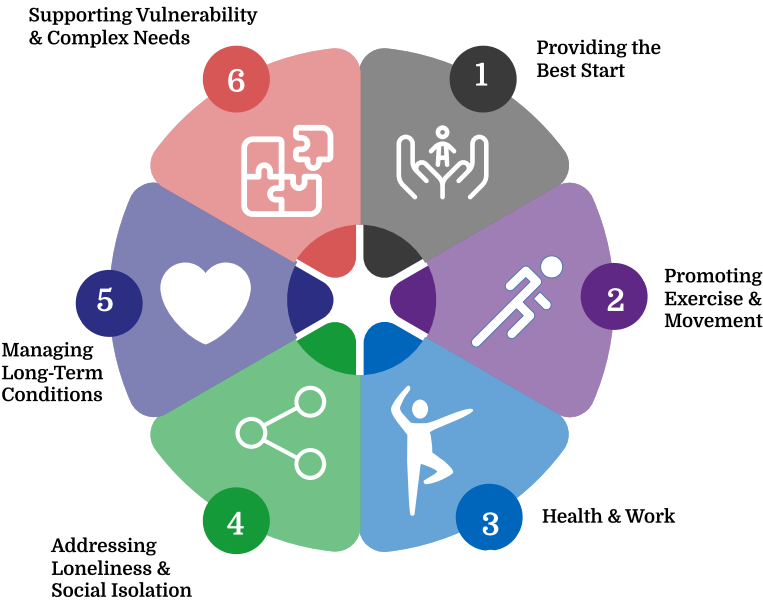 1
Providing the
Best Start
2
Promoting
Exercise &
Movement
3
Health & Work
4
Addressing
Loneliness &
Social Isolation
5
Managing
Long-Term
Conditions
6
Supporting Vulnerability
& Complex Needs